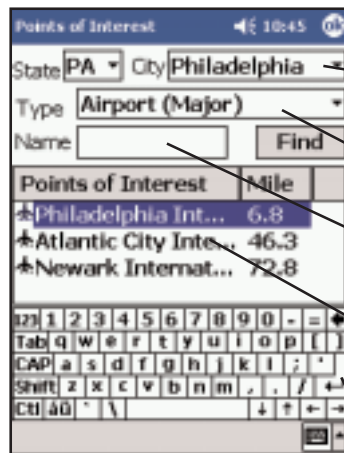 Points of Interest 10:45 ok
State PA City Philadelphia
Type Airport (Major)
Name Find
Points of Interest Mile
Philadelphia Int... 6.8
Atlantic City Inte... 46.3
Newark Internat... 72.8
123 1 2 3 4 5 6 7 8 9 0 - =
Tab q w e r t y u i o p [ ]
CAP a s d f g h j k l ; '
Shift z x c v b n m , . /
Ctl áü ` \